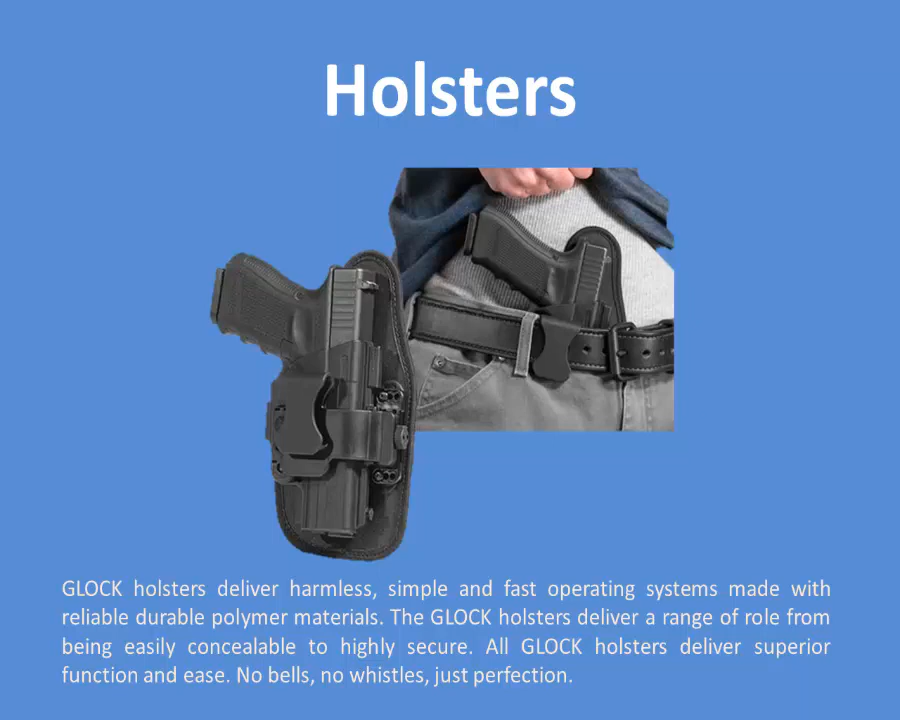 Holsters
GLOCK holsters deliver harmless, simple and fast operating systems made with
reliable durable polymer materials. The GLOCK holsters deliver a range of role from
being easily concealable to highly secure. All GLOCK holsters deliver superior
function and ease. No bells, no whistles, just perfection.